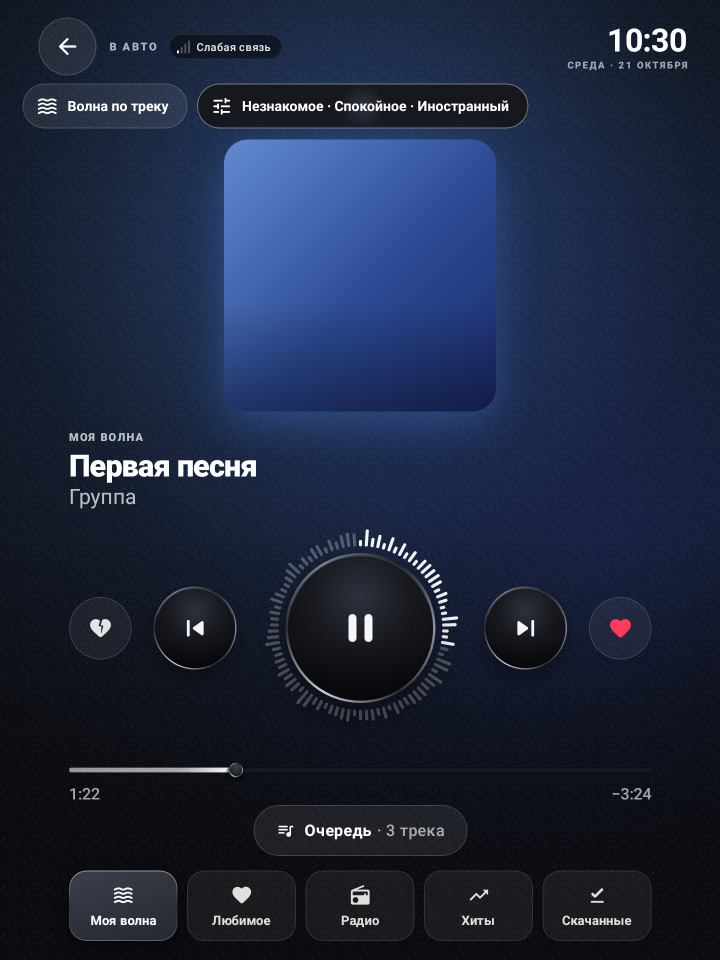 В АВТО
Слабая связь
10:30
СРЕДА · 21 ОКТЯБРЯ
Волна по треку
Незнакомое · Спокойное · Иностранный
МОЯ ВОЛНА
Первая песня
Группа
1:22
−3:24
Очередь · 3 трека
Моя волна
Любимое
Радио
Хиты
Скачанные